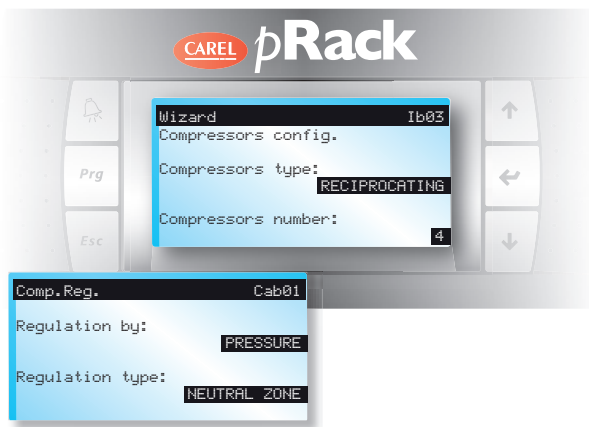 CAREL pRack
Wizard Ib03
Compressors config.
Compressors type:
RECIPROCATING
Compressors number:
4
Prg
Esc
Comp.Reg. Cab01
Regulation by:
PRESSURE
Regulation type:
NEUTRAL ZONE